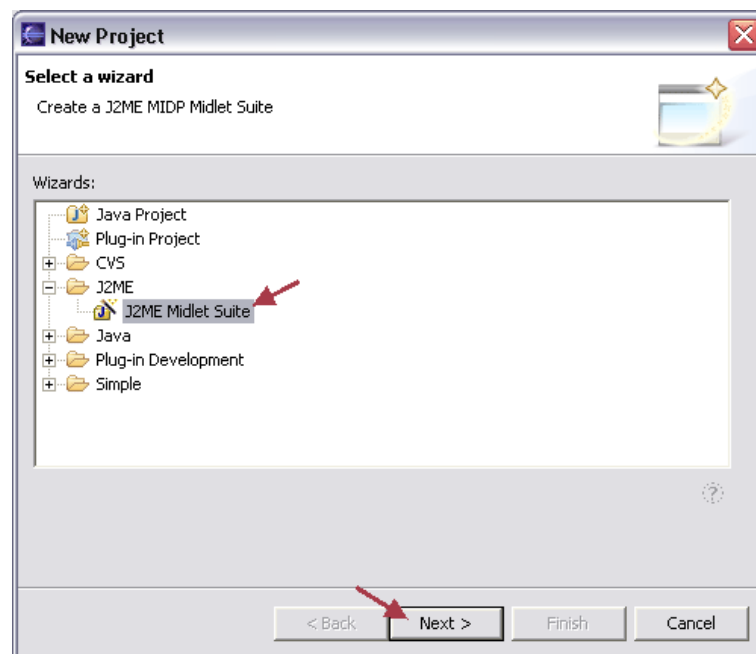 New Project
Select a wizard
Create a J2ME MIDP Midlet Suite
Wizards:
Java Project
Plug-in Project
CVS
J2ME
J2ME Midlet Suite
Java
Plug-in Development
Simple
?
< Back Next > Finish Cancel